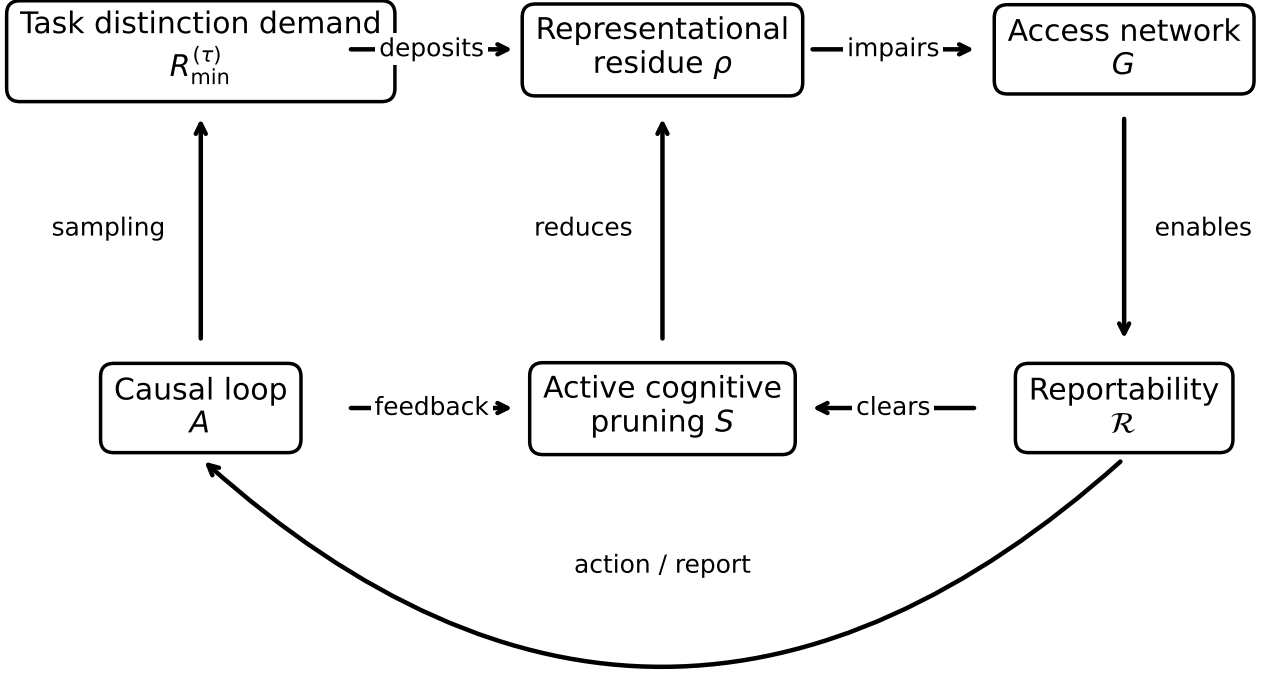 Task distinction demand
R_min^(τ)
deposits
Representational
residue ρ
impairs
Access network
G
sampling
reduces
enables
Causal loop
A
feedback
Active cognitive
pruning S
clears
Reportability
ℛ
action / report